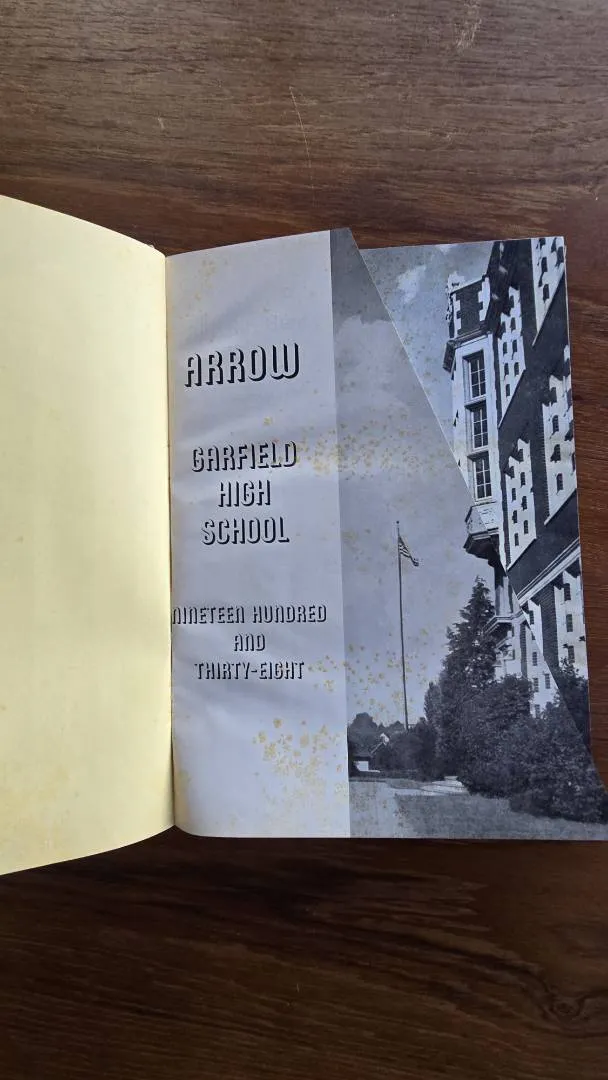 ARROW
GARFIELD
HIGH
SCHOOL
NINETEEN HUNDRED
AND
THIRTY-EIGHT